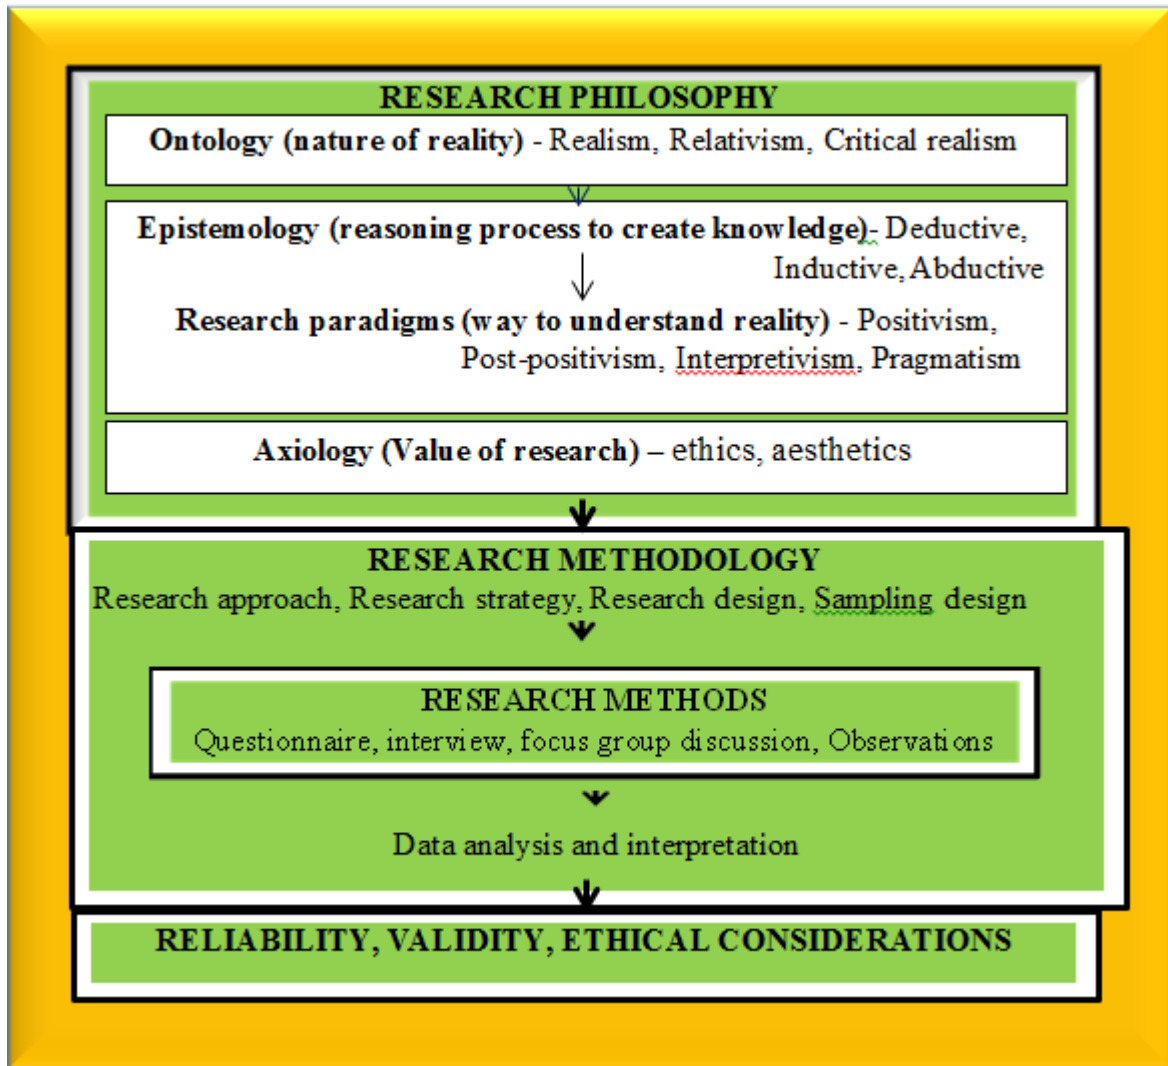 RESEARCH PHILOSOPHY
Ontology (nature of reality) - Realism, Relativism, Critical realism
Epistemology (reasoning process to create knowledge)- Deductive,
Inductive, Abductive
Research paradigms (way to understand reality) - Positivism,
Post-positivism, Interpretivism, Pragmatism
Axiology (Value of research) – ethics, aesthetics
RESEARCH METHODOLOGY
Research approach, Research strategy, Research design, Sampling design
RESEARCH METHODS
Questionnaire, interview, focus group discussion, Observations
Data analysis and interpretation
RELIABILITY, VALIDITY, ETHICAL CONSIDERATIONS